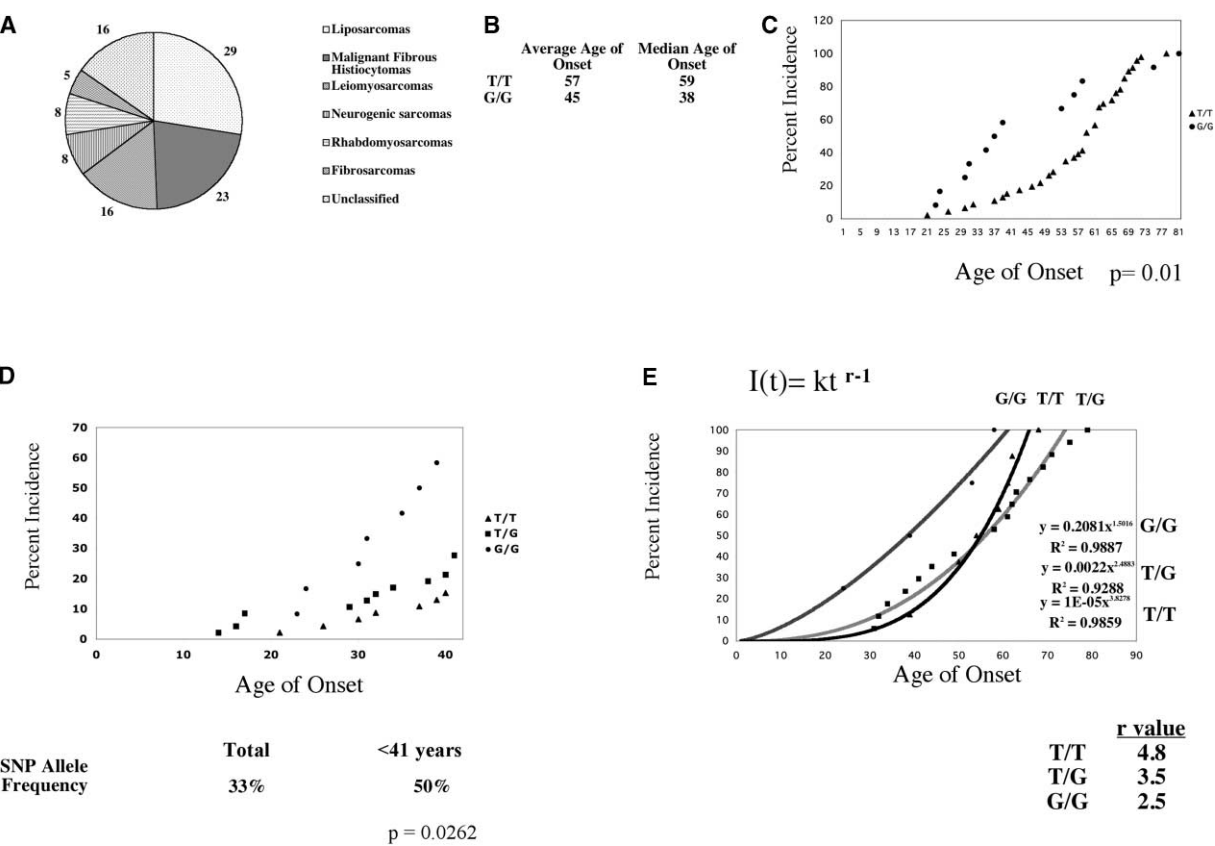 A
16
29
5
8
8
16
23
Liposarcomas
Malignant Fibrous
Histiocytomas
Leiomyosarcomas
Neurogenic sarcomas
Rhabdomyosarcomas
Fibrosarcomas
Unclassified
B
Average Age of Median Age of
Onset Onset
T/T 57 59
G/G 45 38
C
Percent Incidence
120
100
80
60
40
20
0
1 5 9 13 17 21 25 29 33 37 41 45 49 53 57 61 65 69 73 77 81
T/T
G/G
Age of Onset p= 0.01
D
Percent Incidence
70
60
50
40
30
20
10
0
0 10 20 30 40
T/T
T/G
G/G
Age of Onset
Total <41 years
SNP Allele
Frequency 33% 50%
p = 0.0262
E
I(t)= kt r-1
G/G T/T T/G
Percent Incidence
100
90
80
70
60
50
40
30
20
10
0
0 10 20 30 40 50 60 70 80 90
y = 0.2081x1.5016 G/G
R2 = 0.9887
y = 0.0022x2.4883 T/G
R2 = 0.9288
y = 1E-05x3.8278 T/T
R2 = 0.9859
Age of Onset
r value
T/T 4.8
T/G 3.5
G/G 2.5